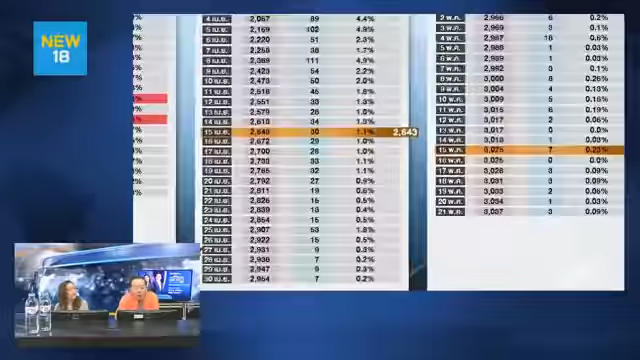 NEW
18
4 เม.ย. 2,067 89 4.4%
5 เม.ย. 2,169 102 4.9%
6 เม.ย. 2,220 51 2.3%
7 เม.ย. 2,258 38 1.7%
8 เม.ย. 2,369 111 4.9%
9 เม.ย. 2,423 54 2.2%
10 เม.ย. 2,473 50 2.0%
11 เม.ย. 2,518 45 1.8%
12 เม.ย. 2,551 33 1.3%
13 เม.ย. 2,579 28 1.0%
14 เม.ย. 2,613 34 1.3%
15 เม.ย. 2,643 30 1.1% 2,643
16 เม.ย. 2,672 29 1.0%
17 เม.ย. 2,700 28 1.0%
18 เม.ย. 2,733 33 1.1%
19 เม.ย. 2,765 32 1.1%
20 เม.ย. 2,792 27 0.9%
21 เม.ย. 2,811 19 0.6%
22 เม.ย. 2,826 15 0.5%
23 เม.ย. 2,839 13 0.4%
24 เม.ย. 2,854 15 0.5%
25 เม.ย. 2,907 53 1.8%
26 เม.ย. 2,922 15 0.5%
27 เม.ย. 2,931 9 0.3%
28 เม.ย. 2,938 7 0.2%
29 เม.ย. 2,947 9 0.3%
30 เม.ย. 2,954 7 0.2%
2 พ.ค. 2,966 6 0.2%
3 พ.ค. 2,969 3 0.1%
4 พ.ค. 2,987 18 0.6%
5 พ.ค. 2,988 1 0.03%
6 พ.ค. 2,989 1 0.03%
7 พ.ค. 2,992 3 0.1%
8 พ.ค. 3,000 8 0.26%
9 พ.ค. 3,004 4 0.13%
10 พ.ค. 3,009 5 0.16%
11 พ.ค. 3,015 6 0.19%
12 พ.ค. 3,017 2 0.06%
13 พ.ค. 3,017 0 0.0%
14 พ.ค. 3,018 1 0.03%
15 พ.ค. 3,025 7 0.23%
16 พ.ค. 3,025 0 0.0%
17 พ.ค. 3,028 3 0.09%
18 พ.ค. 3,031 3 0.09%
19 พ.ค. 3,033 2 0.06%
20 พ.ค. 3,034 1 0.03%
21 พ.ค. 3,037 3 0.09%